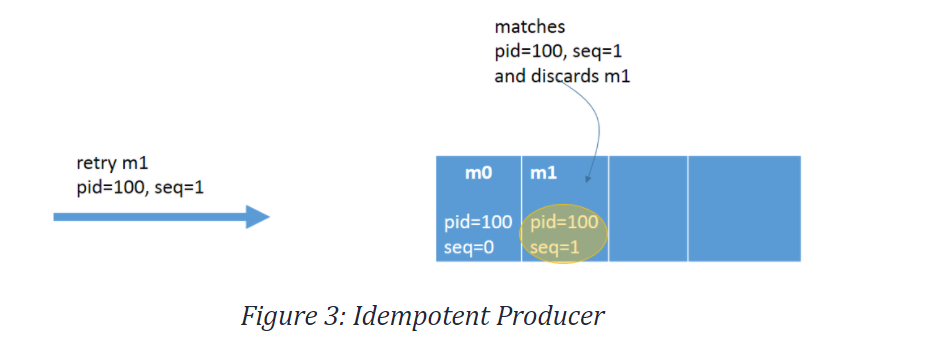 matches
pid=100, seq=1
and discards m1
retry m1
pid=100, seq=1
m0
m1
pid=100
seq=0
pid=100
seq=1
Figure 3: Idempotent Producer